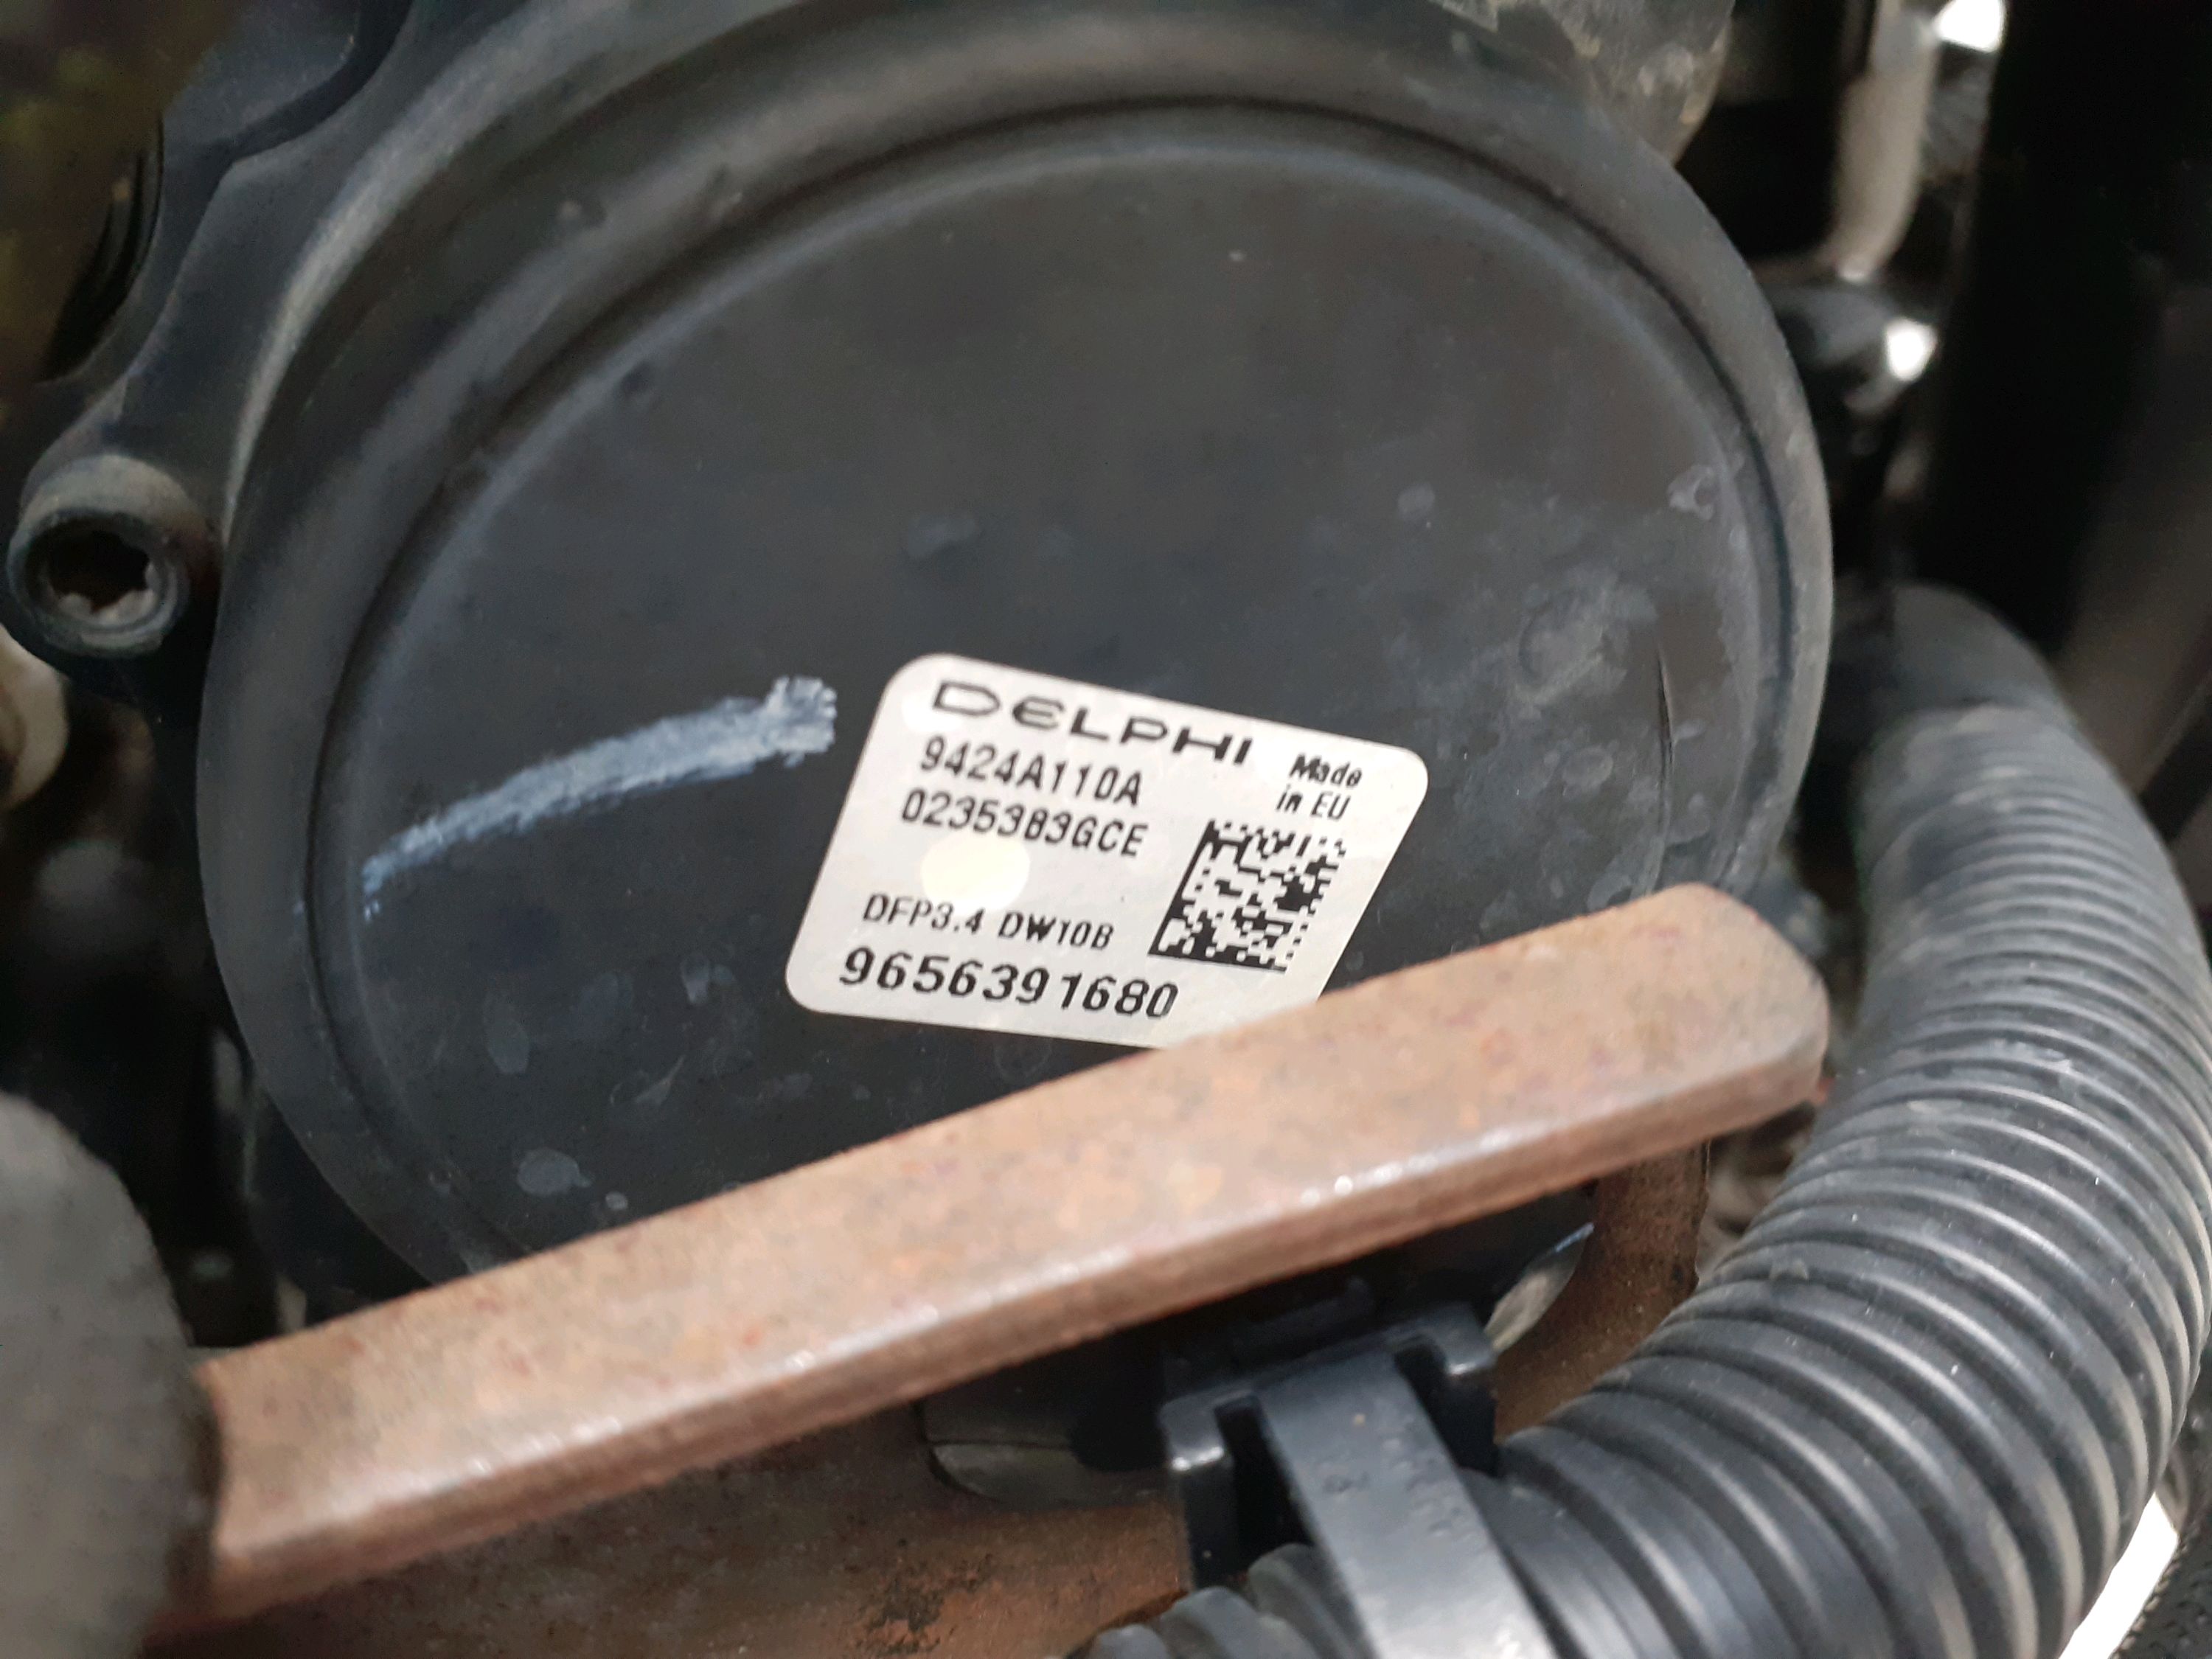 DELPHI
9424A110A
Made
in EU
0235383GCE
DFP3.4 DW10B
9656391680